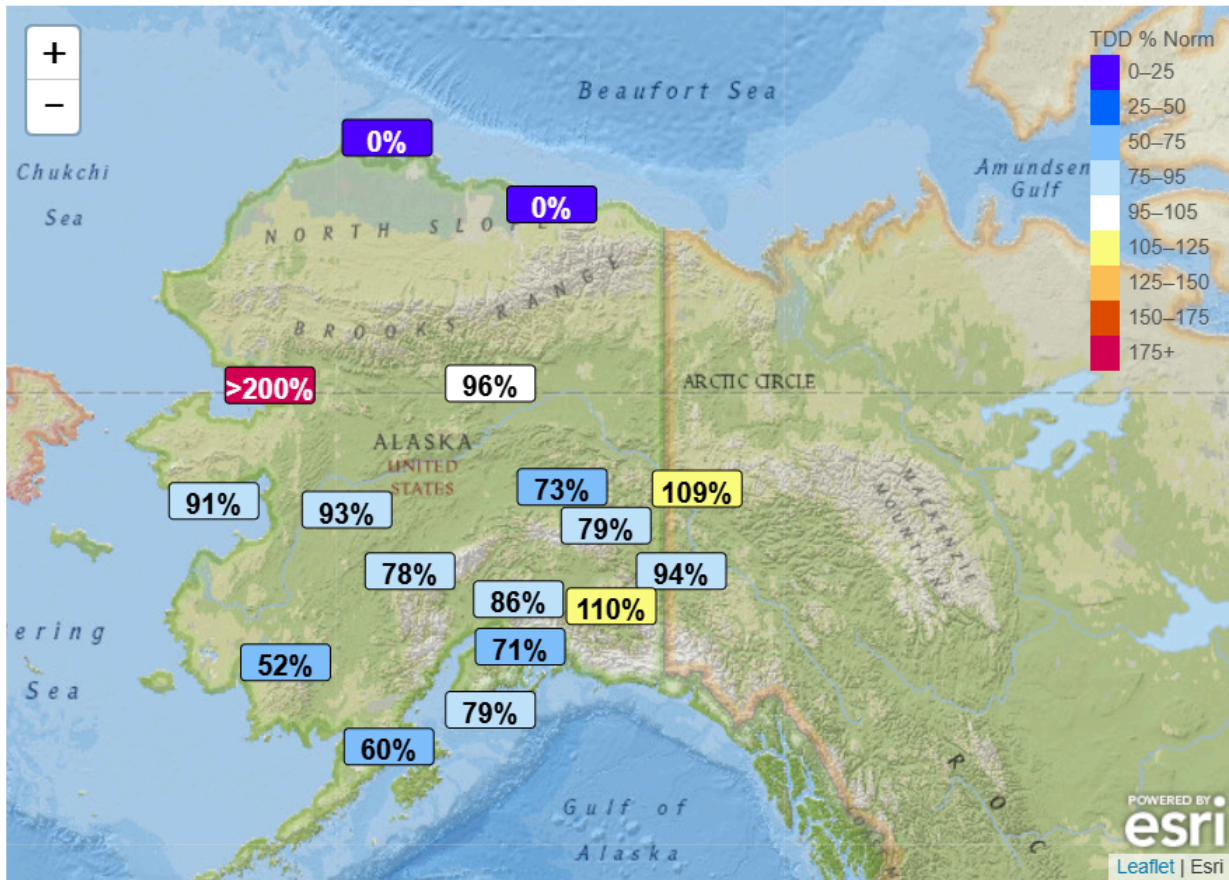 +
−
TDD % Norm
0–25
25–50
50–75
75–95
95–105
105–125
125–150
150–175
175+
Beaufort Sea
Chukchi
Sea
Amundsen
Gulf
0%
0%
NORTH SLOPE
BROOKS RANGE
>200%
96%
ARCTIC CIRCLE
ALASKA
UNITED
STATES
91%
93%
73%
109%
79%
MACKENZIE
MOUNTAIN
78%
94%
86%
110%
ering
Sea
52%
71%
79%
60%
Gulf of
Alaska
R O C
POWERED BY
esri
Leaflet | Esri